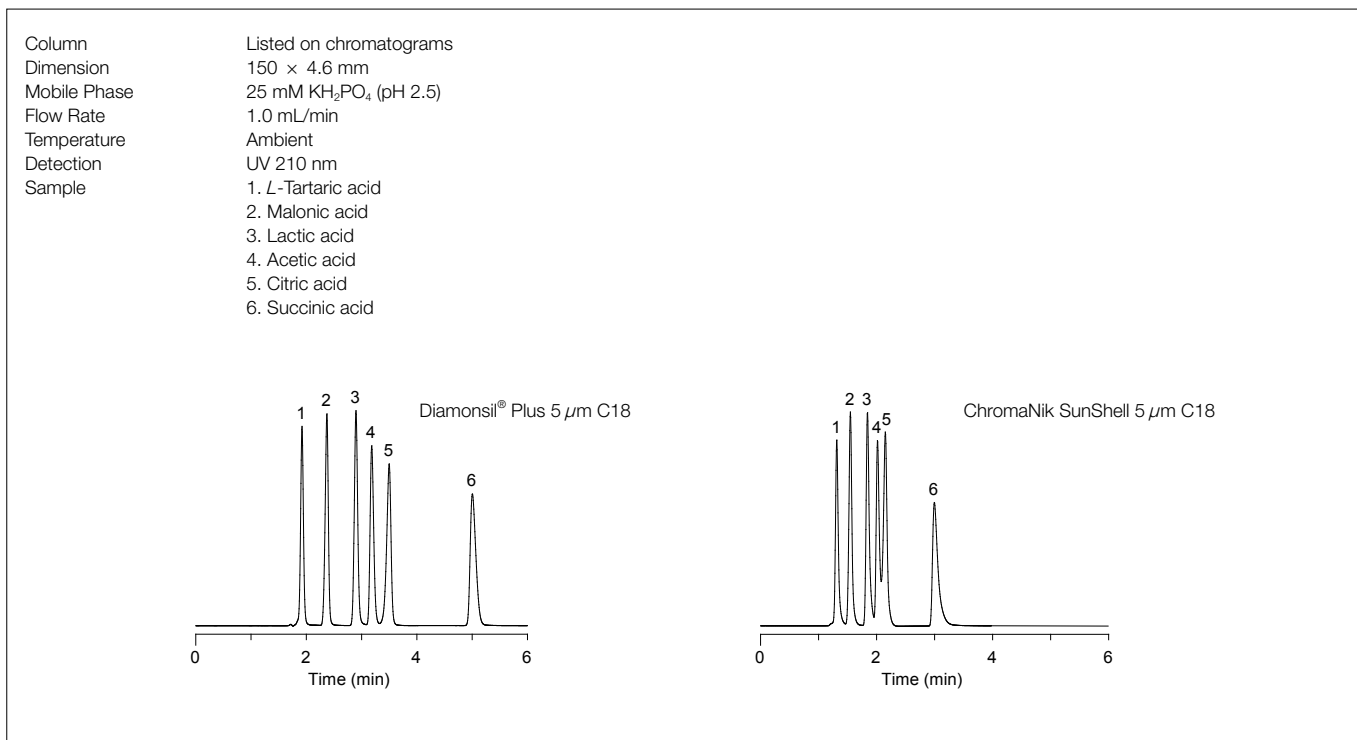 Column Listed on chromatograms
Dimension 150 × 4.6 mm
Mobile Phase 25 mM KH₂PO₄ (pH 2.5)
Flow Rate 1.0 mL/min
Temperature Ambient
Detection UV 210 nm
Sample 1. L-Tartaric acid
2. Malonic acid
3. Lactic acid
4. Acetic acid
5. Citric acid
6. Succinic acid
1 2 3 4 5 6
Diamonsil® Plus 5 µm C18
0 2 4 6
Time (min)
1 2 3 4 5 6
ChromaNik SunShell 5 µm C18
0 2 4 6
Time (min)